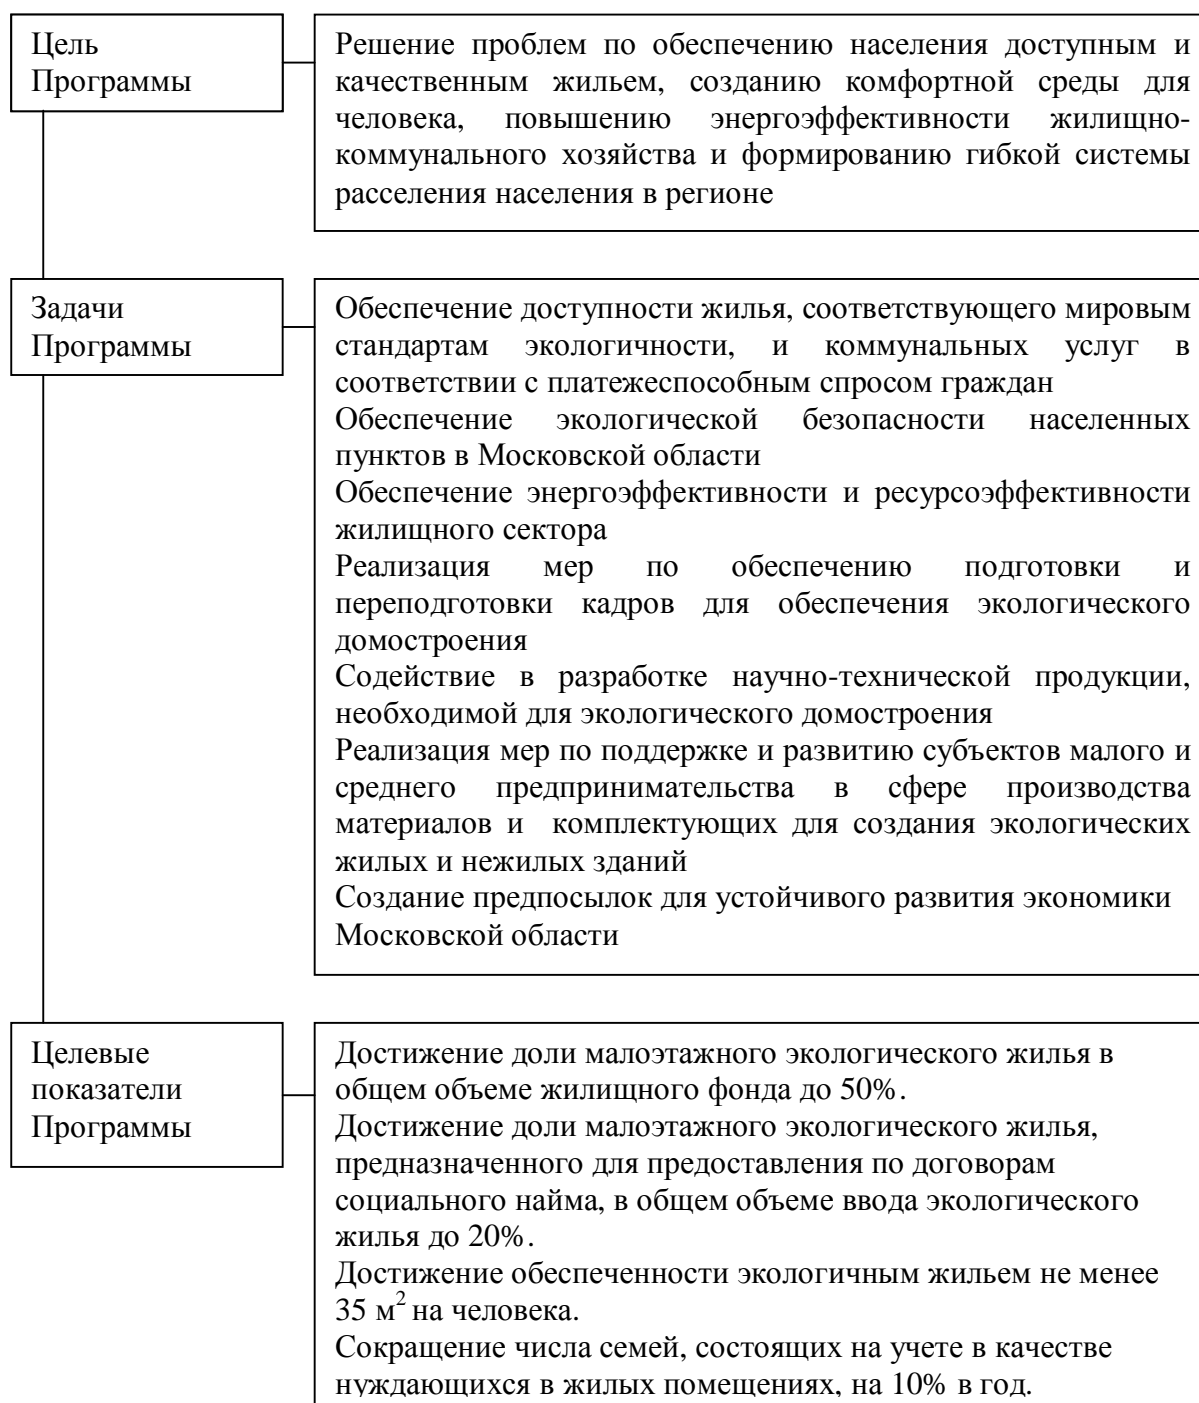 Цель
Программы
Решение проблем по обеспечению населения доступным и
качественным жильем, созданию комфортной среды для
человека, повышению энергоэффективности жилищно-
коммунального хозяйства и формированию гибкой системы
расселения населения в регионе
Задачи
Программы
Обеспечение доступности жилья, соответствующего мировым
стандартам экологичности, и коммунальных услуг в
соответствии с платежеспособным спросом граждан
Обеспечение экологической безопасности населенных
пунктов в Московской области
Обеспечение энергоэффективности и ресурсоэффективности
жилищного сектора
Реализация мер по обеспечению подготовки и
переподготовки кадров для обеспечения экологического
домостроения
Содействие в разработке научно-технической продукции,
необходимой для экологического домостроения
Реализация мер по поддержке и развитию субъектов малого и
среднего предпринимательства в сфере производства
материалов и комплектующих для создания экологических
жилых и нежилых зданий
Создание предпосылок для устойчивого развития экономики
Московской области
Целевые
показатели
Программы
Достижение доли малоэтажного экологического жилья в
общем объеме жилищного фонда до 50%.
Достижение доли малоэтажного экологического жилья,
предназначенного для предоставления по договорам
социального найма, в общем объеме ввода экологического
жилья до 20%.
Достижение обеспеченности экологичным жильем не менее
35 м² на человека.
Сокращение числа семей, состоящих на учете в качестве
нуждающихся в жилых помещениях, на 10% в год.